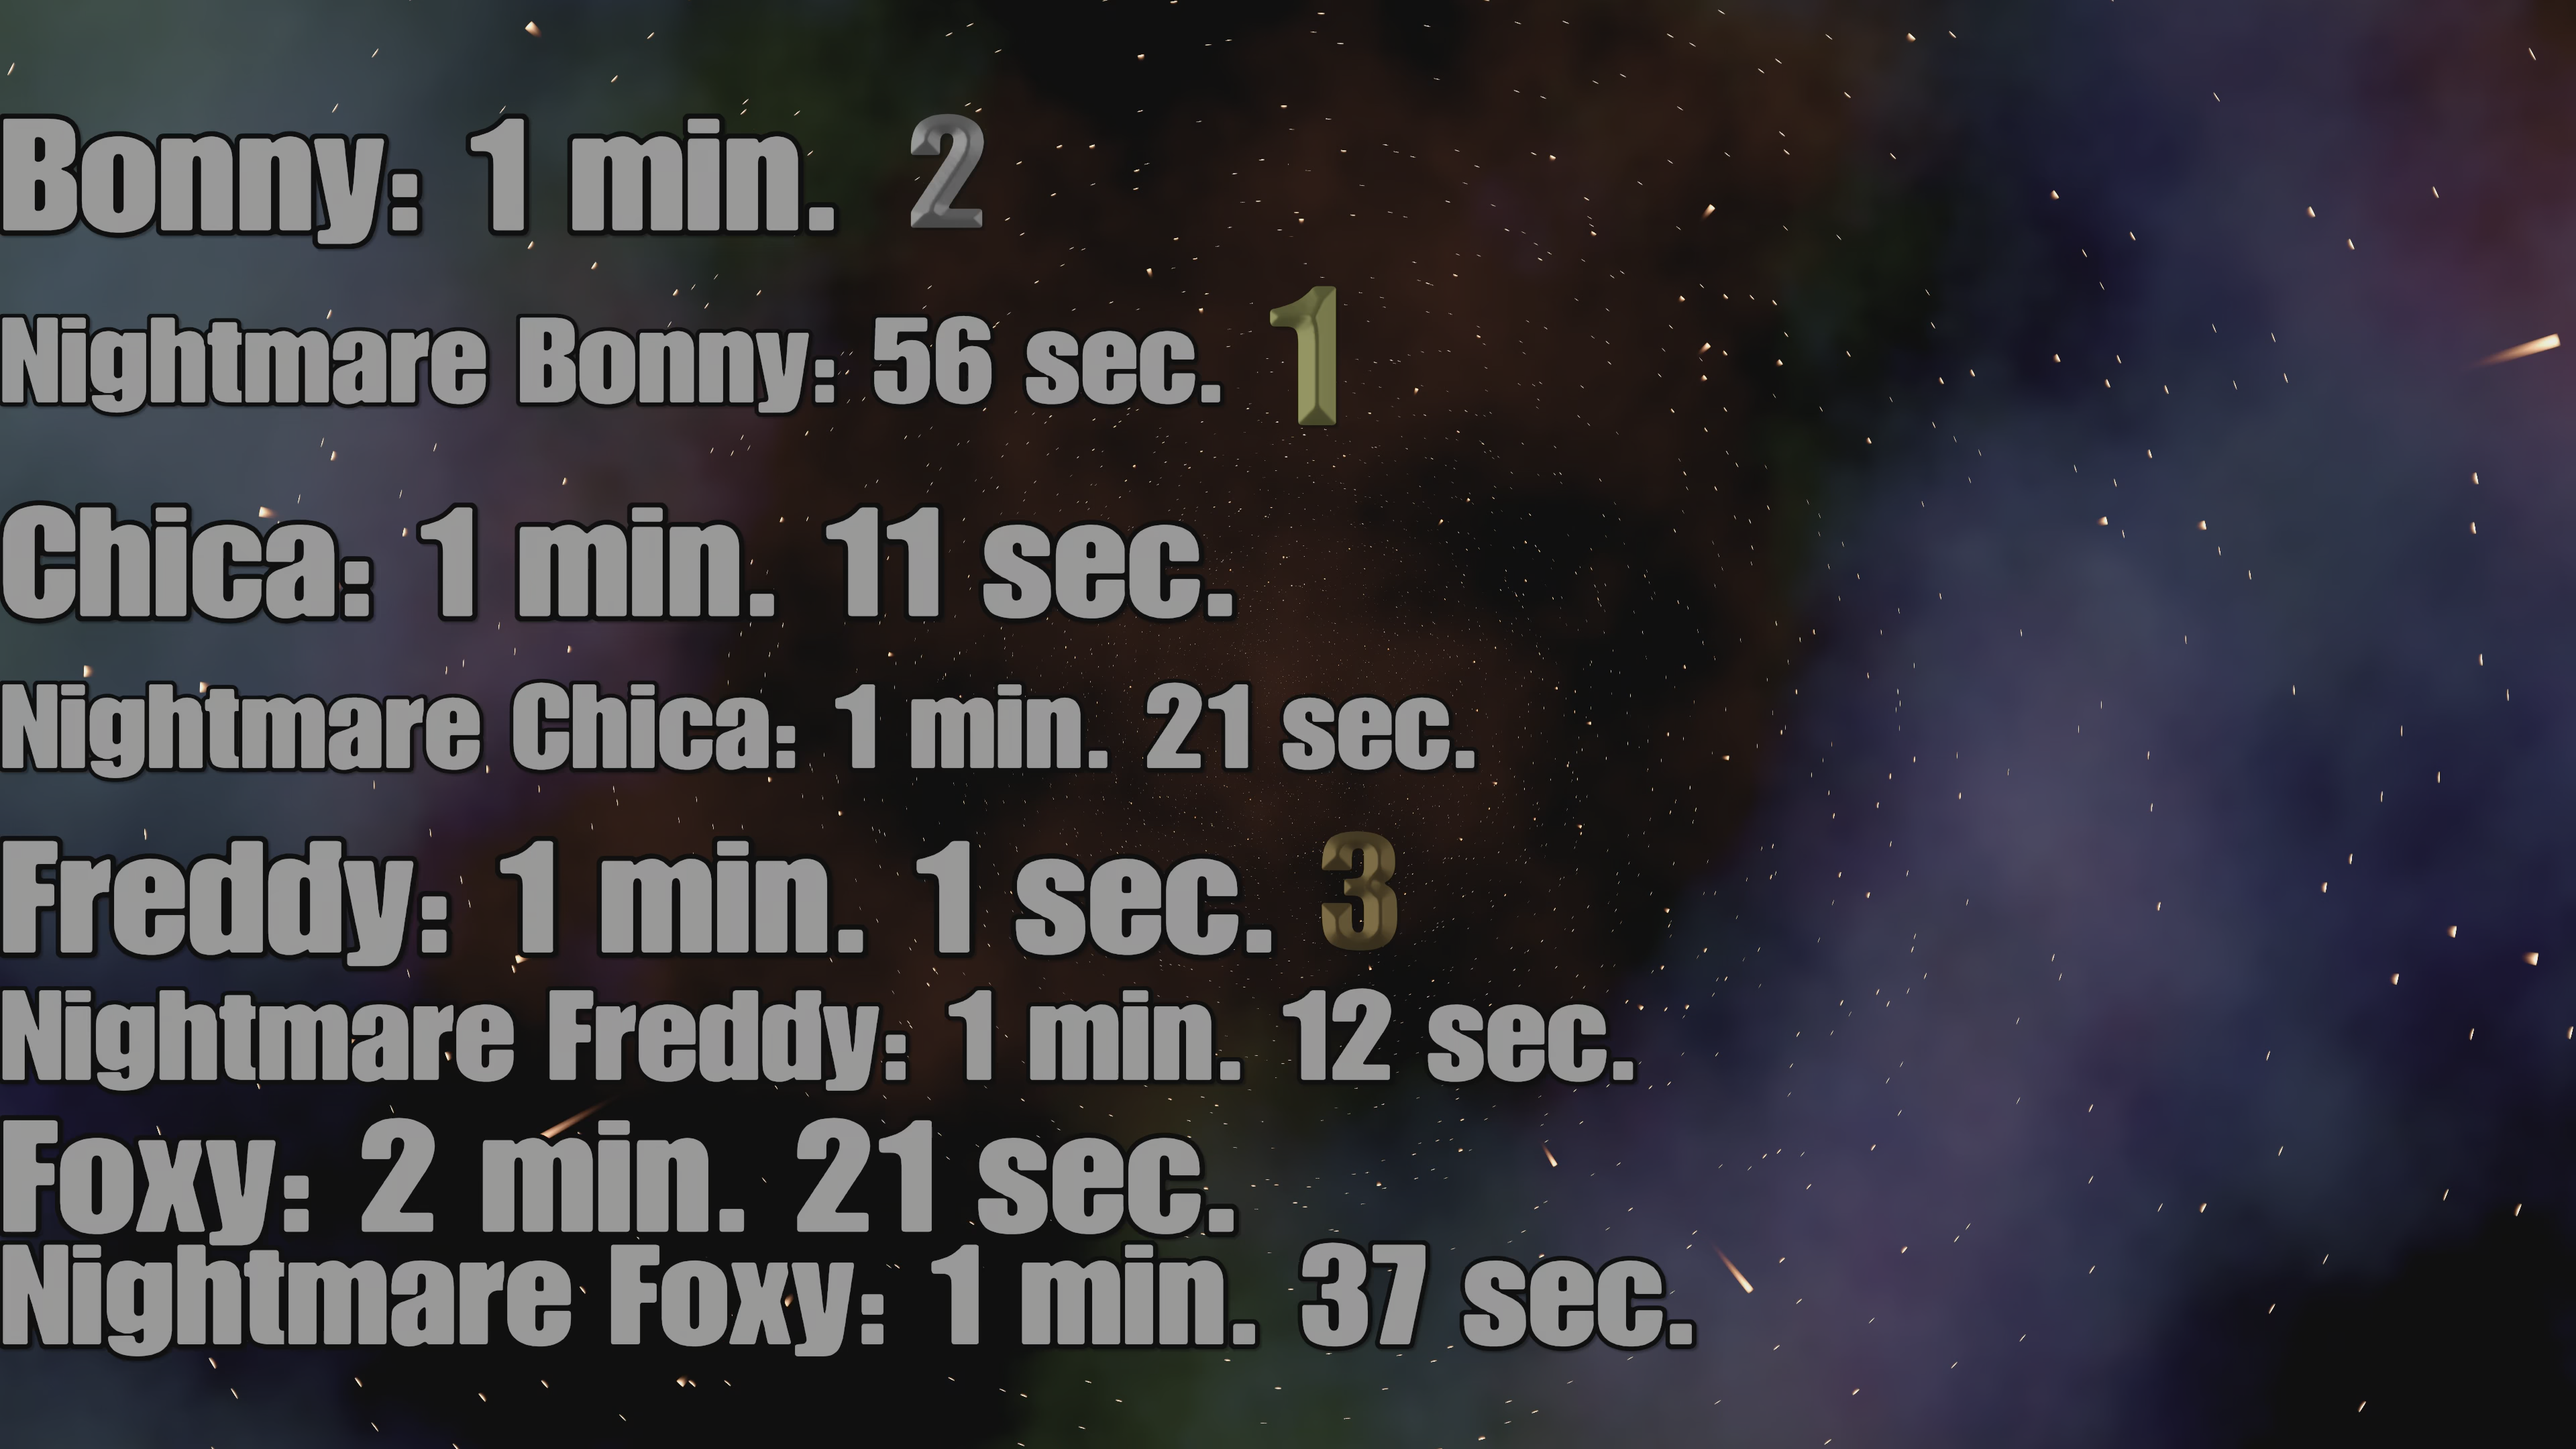 Bonny: 1 min. 2
Nightmare Bonny: 56 sec. 1
Chica: 1 min. 11 sec.
Nightmare Chica: 1 min. 21 sec.
Freddy: 1 min. 1 sec. 3
Nightmare Freddy: 1 min. 12 sec.
Foxy: 2 min. 21 sec.
Nightmare Foxy: 1 min. 37 sec.